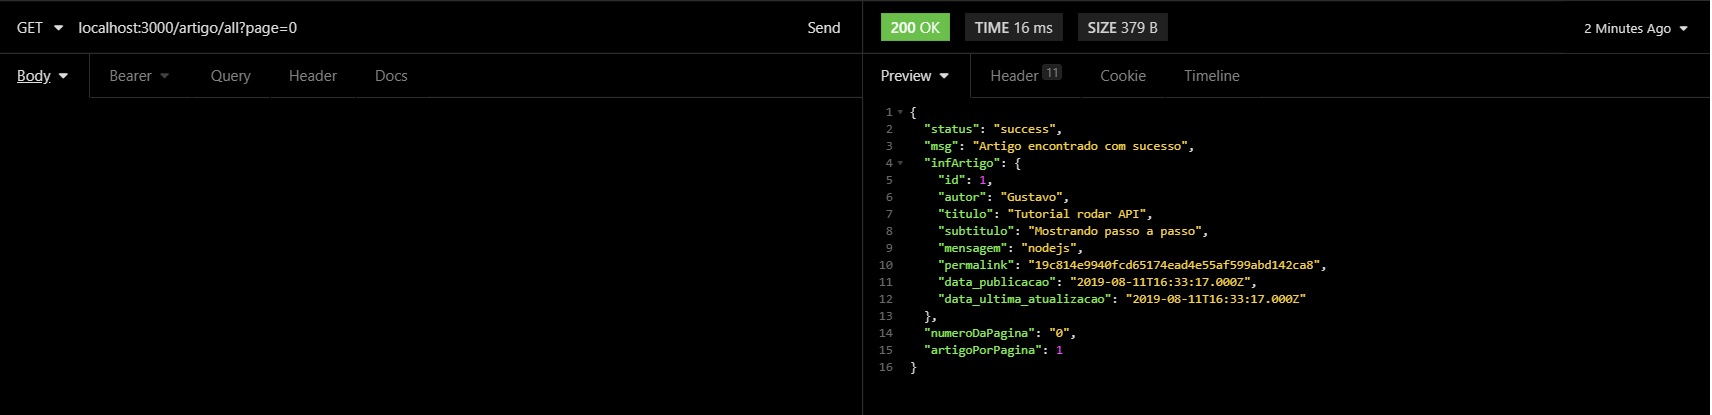 GET localhost:3000/artigo/all?page=0 Send
Body Bearer Query Header Docs
200 OK TIME 16 ms SIZE 379 B 2 Minutes Ago
Preview Header 11 Cookie Timeline
1 {
2 "status": "success",
3 "msg": "Artigo encontrado com sucesso",
4 "infArtigo": {
5 "id": 1,
6 "autor": "Gustavo",
7 "titulo": "Tutorial rodar API",
8 "subtitulo": "Mostrando passo a passo",
9 "mensagem": "nodejs",
10 "permalink": "19c814e9940fcd65174ead4e55af599abd142ca8",
11 "data_publicacao": "2019-08-11T16:33:17.000Z",
12 "data_ultima_atualizacao": "2019-08-11T16:33:17.000Z"
13 },
14 "numeroDaPagina": "0",
15 "artigoPorPagina": 1
16 }